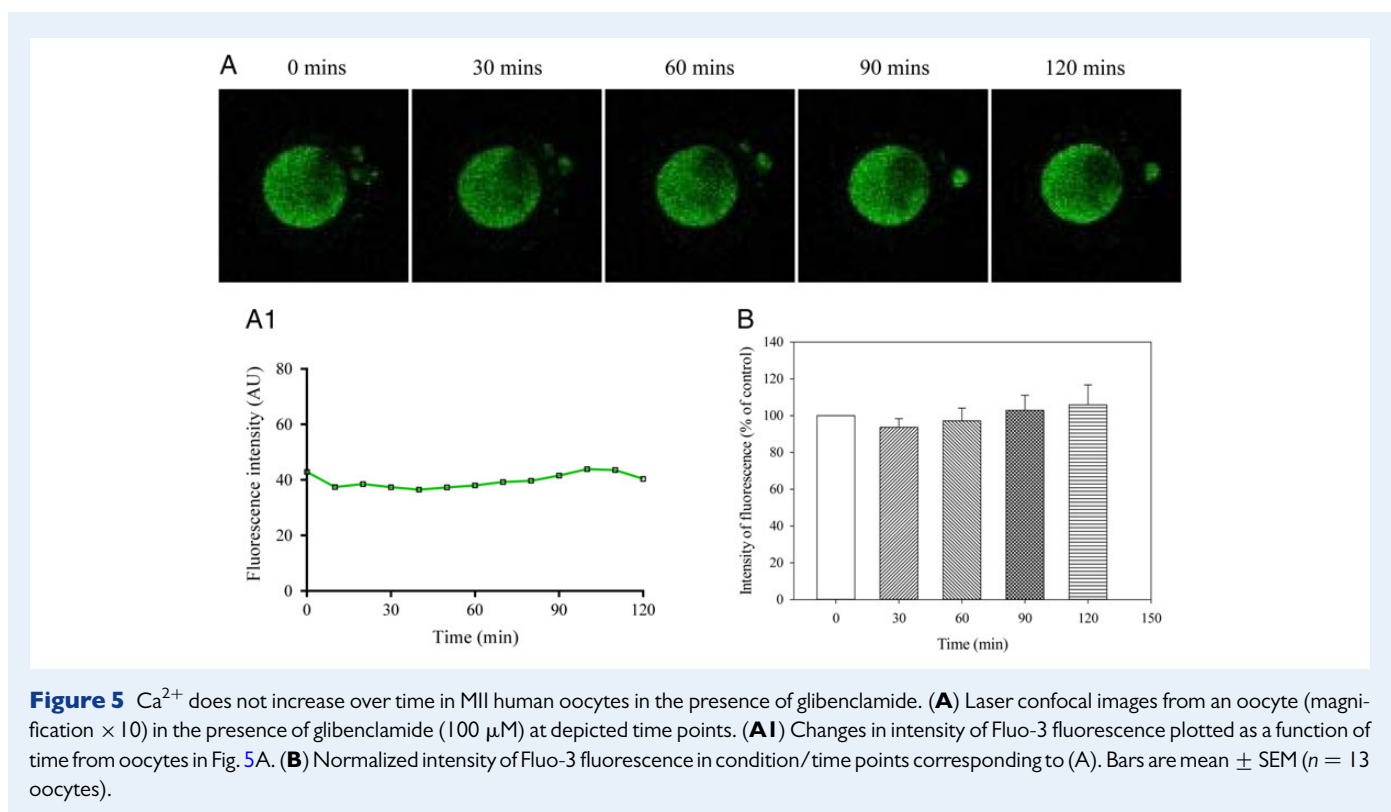 A 0 mins 30 mins 60 mins 90 mins 120 mins
A1
Fluorescence intensity (AU)
80
60
40
20
0
0 30 60 90 120
Time (min)
B
Intensity of fluorescence (% of control)
140
120
100
80
60
40
20
0
0 30 60 90 120 150
Time (min)
Figure 5 Ca²⁺ does not increase over time in MII human oocytes in the presence of glibenclamide. (A) Laser confocal images from an oocyte (magni-
fication × 10) in the presence of glibenclamide (100 μM) at depicted time points. (A1) Changes in intensity of Fluo-3 fluorescence plotted as a function of
time from oocytes in Fig. 5A. (B) Normalized intensity of Fluo-3 fluorescence in condition/time points corresponding to (A). Bars are mean ± SEM (n = 13
oocytes).